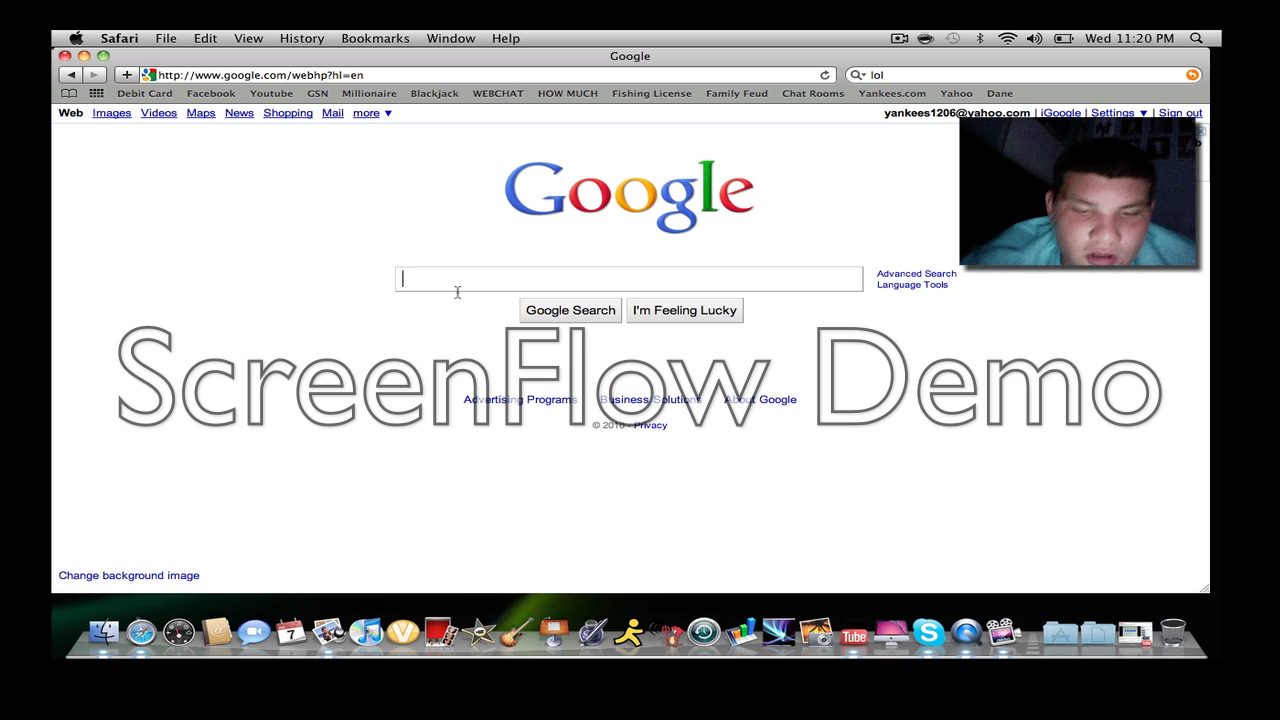 Safari File Edit View History Bookmarks Window Help Wed 11:20 PM
Google
http://www.google.com/webhp?hl=en lol
Debit Card Facebook Youtube GSN Millionaire Blackjack WEBCHAT HOW MUCH Fishing License Family Feud Chat Rooms Yankees.com Yahoo Dane
Web Images Videos Maps News Shopping Mail more yankees1206@yahoo.com | iGoogle | Settings | Sign out
Google
Advanced Search
Language Tools
Google Search I'm Feeling Lucky
ScreenFlow Demo
Advertising Programs Business Solutions About Google
© 2010 - Privacy
Change background image
7
You Tube